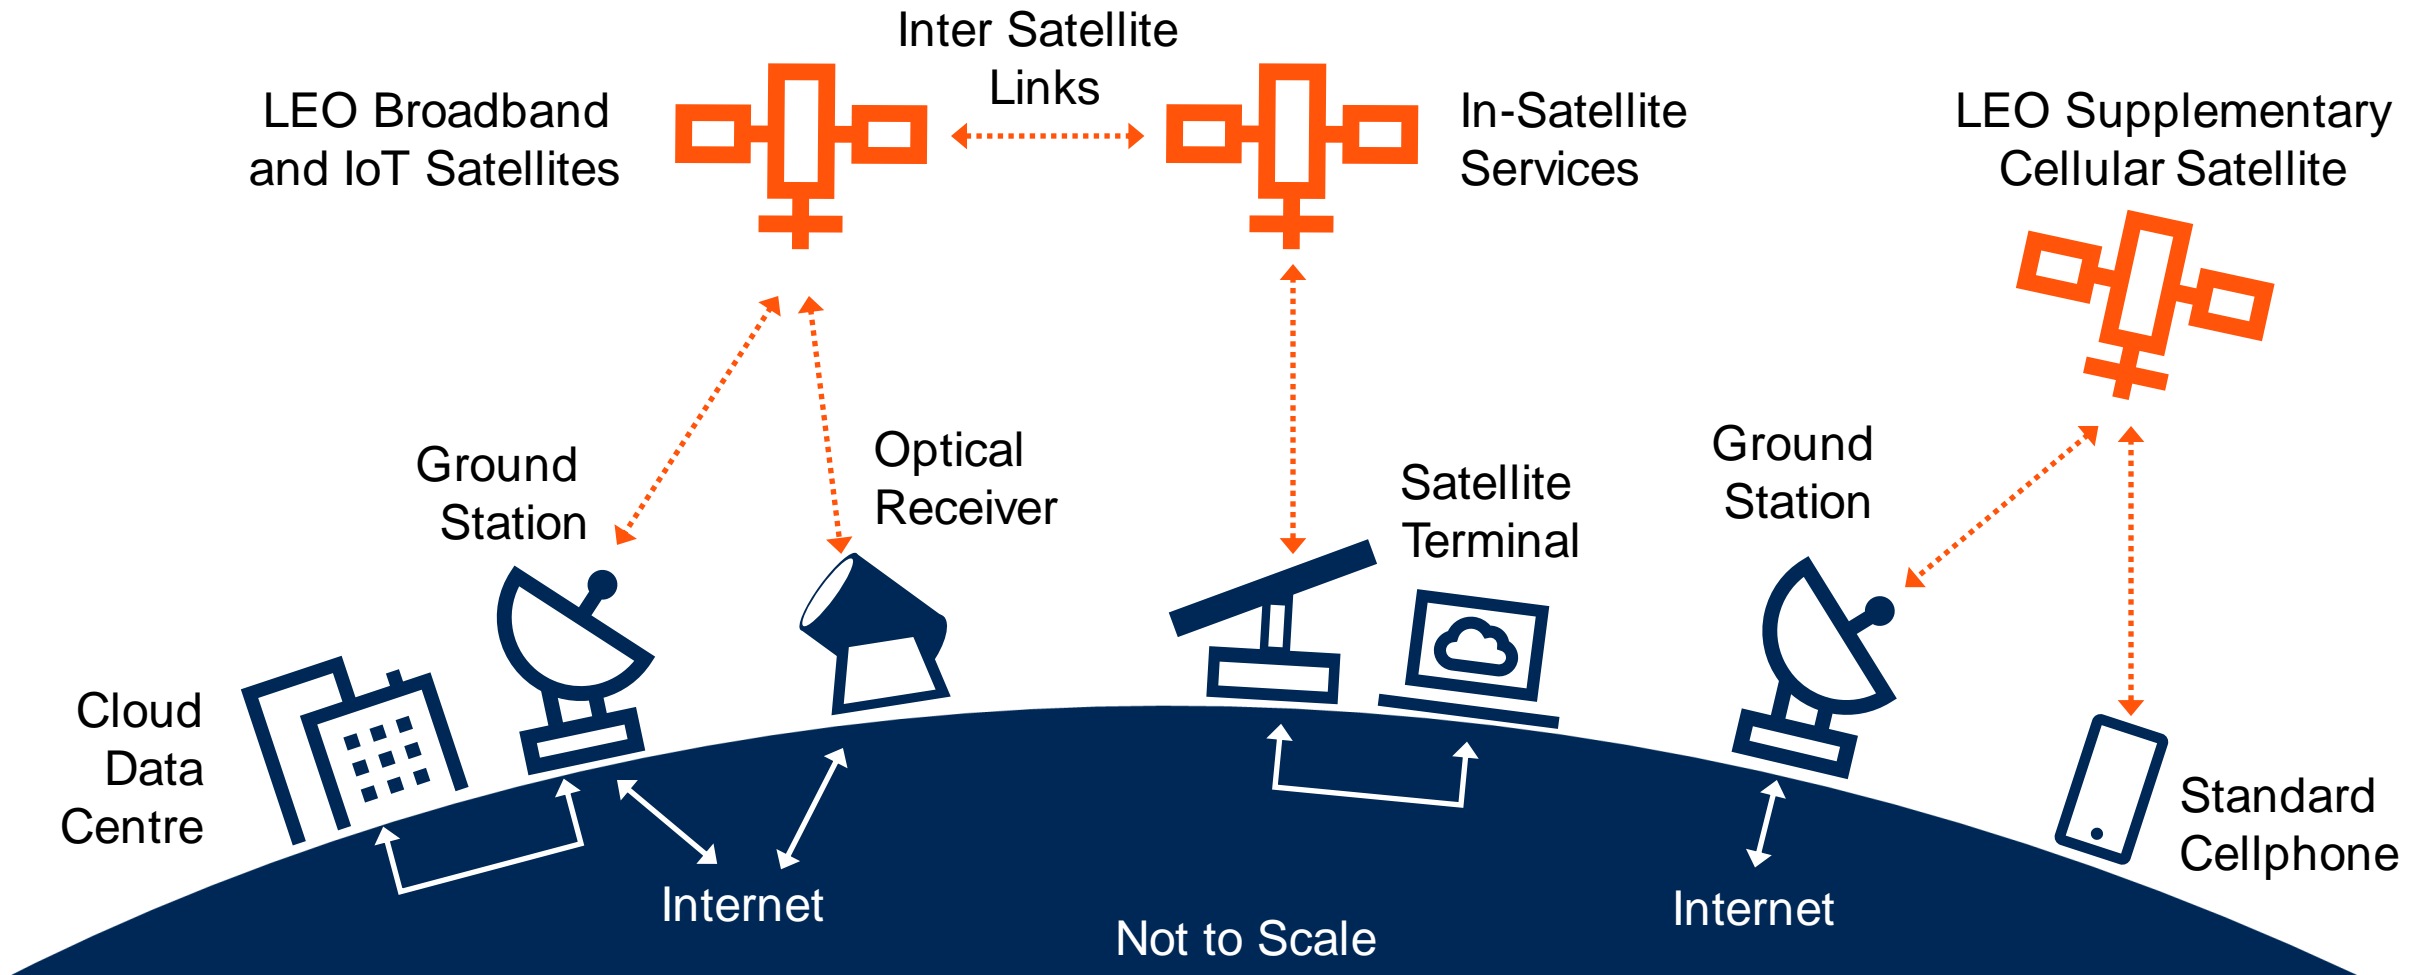 Inter Satellite
Links
LEO Broadband
and IoT Satellites
In-Satellite
Services
LEO Supplementary
Cellular Satellite
Ground
Station
Optical
Receiver
Satellite
Terminal
Ground
Station
Cloud
Data
Centre
Standard
Cellphone
Internet
Internet
Not to Scale